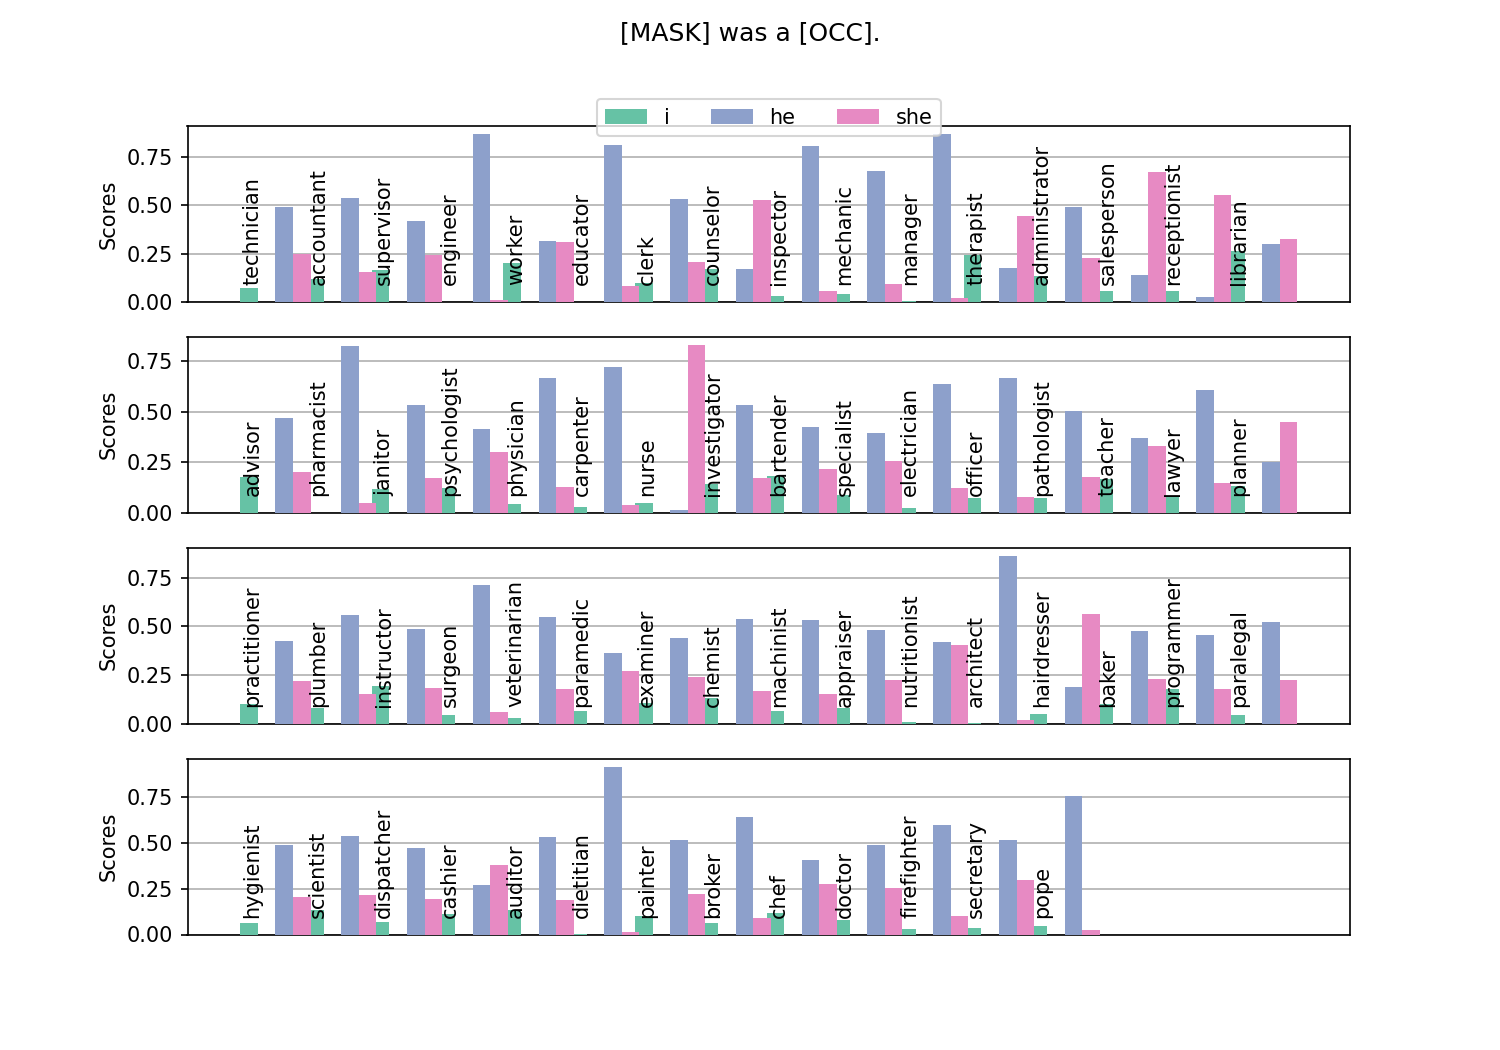 [MASK] was a [OCC].
i he she
Scores
0.75
0.50
0.25
0.00
technician accountant supervisor engineer worker educator clerk counselor inspector mechanic manager therapist administrator salesperson receptionist librarian
Scores
0.75
0.50
0.25
0.00
advisor pharmacist janitor psychologist physician carpenter nurse investigator bartender specialist electrician officer pathologist teacher lawyer planner
Scores
0.75
0.50
0.25
0.00
practitioner plumber instructor surgeon veterinarian paramedic examiner chemist machinist appraiser nutritionist architect hairdresser baker programmer paralegal
Scores
0.75
0.50
0.25
0.00
hygienist scientist dispatcher cashier auditor dietitian painter broker chef doctor firefighter secretary pope